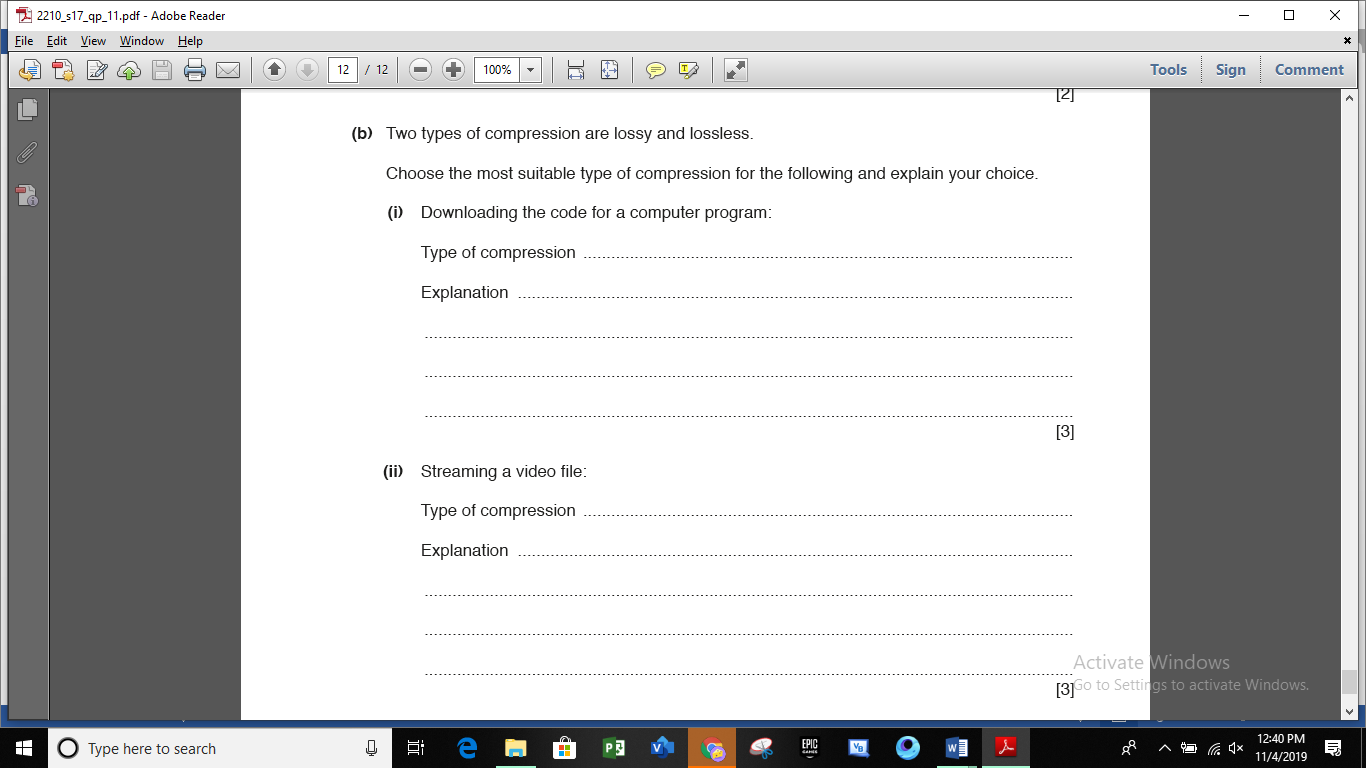 2210_s17_qp_11.pdf - Adobe Reader
File Edit View Window Help
12 / 12
100%
Tools Sign Comment
[2]
(b) Two types of compression are lossy and lossless.
Choose the most suitable type of compression for the following and explain your choice.
(i) Downloading the code for a computer program:
Type of compression ................................................................
Explanation ................................................................
................................................................
................................................................
................................................................
[3]
(ii) Streaming a video file:
Type of compression ................................................................
Explanation ................................................................
................................................................
................................................................
................................................................
[3]
Activate Windows
Go to Settings to activate Windows.
Type here to search
EPIC
GAMES
12:40 PM
11/4/2019